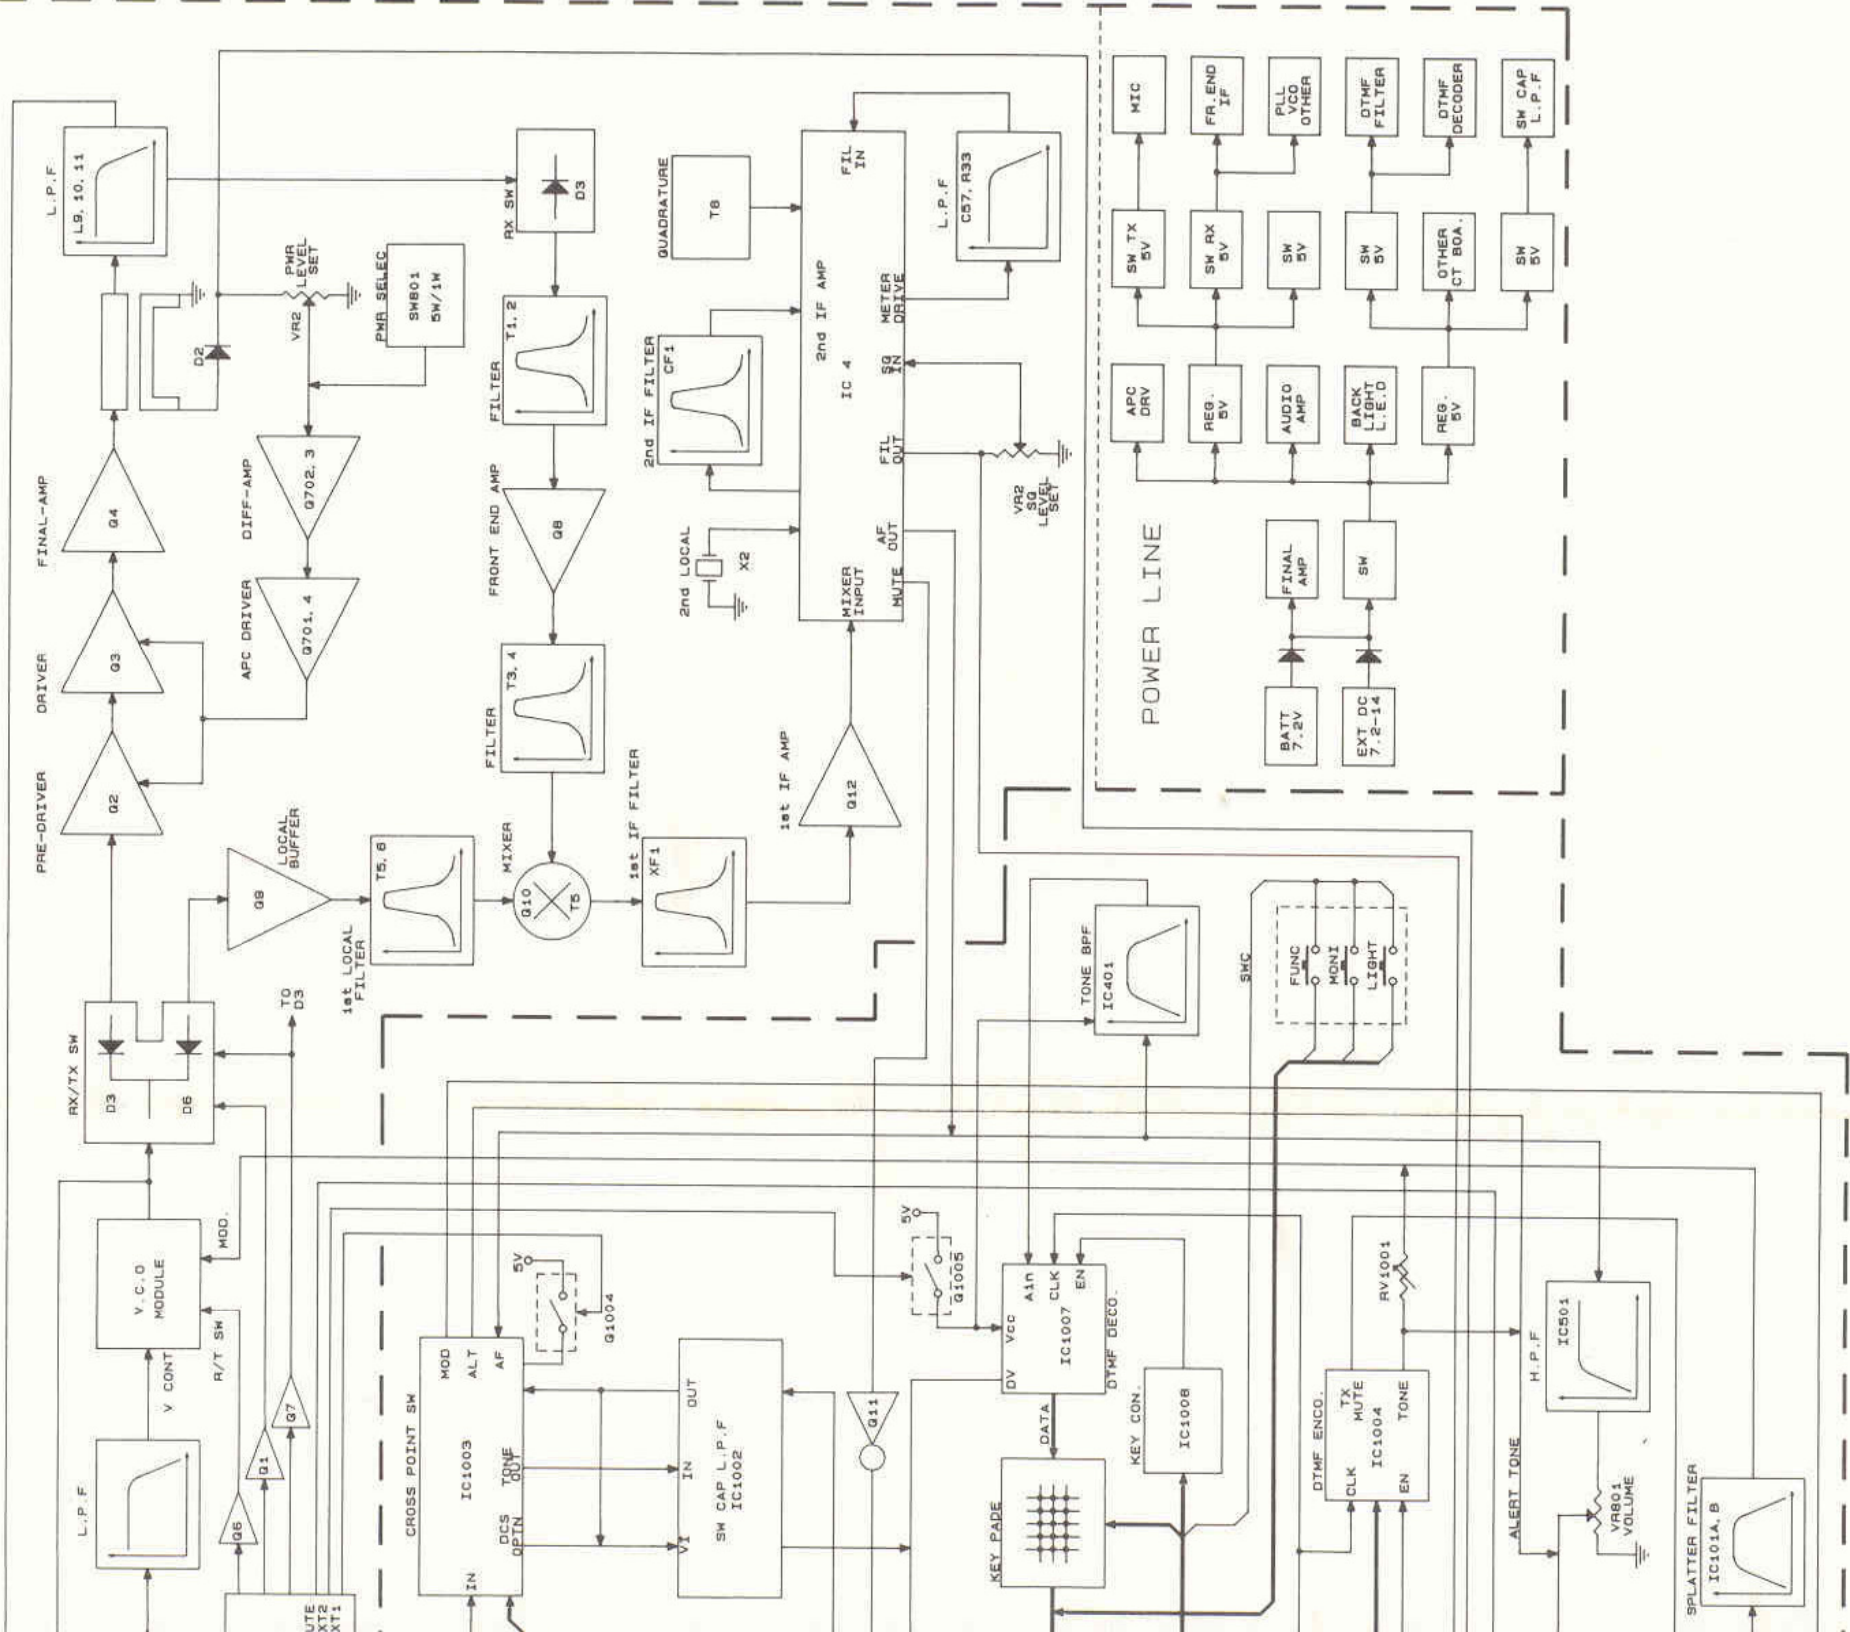 L.P.F
L9, 10, 11
FINAL-AMP
Q4
DRIVER
Q3
PRE-DRIVER
Q2
D2
PWR
LEVEL
SET
VR2
PWR SELEC
SW801
5W/1W
DIFF-AMP
Q702, 3
APC DRIVER
Q701, 4
RX SW
D3
FILTER
T1, 2
FRONT END AMP
Q8
FILTER
T3, 4
MIXER
Q10
T5
LOCAL
BUFFER
Q9
1st LOCAL
FILTER
T5, 6
1st IF FILTER
XF1
1st IF AMP
Q12
QUADRATURE
T8
2nd IF FILTER
CF1
2nd LOCAL
X2
2nd IF AMP
IC 4
FIL
IN
METER
DRIVE
SQ
IN
FIL
OUT
AF
OUT
MUTE
MIXER
INPUT
L.P.F
C57, R33
VR2
SQ
LEVEL
SET
POWER LINE
MIC
FR.END
IF
PLL
VCO
OTHER
DTMF
FILTER
DTMF
DECODER
SW CAP
L.P.F
SW TX
5V
SW RX
5V
SW
5V
SW
5V
OTHER
CT BOA.
SW
5V
APC
DRV
REG.
5V
AUDIO
AMP
BACK
LIGHT
L.E.D
REG.
5V
FINAL
AMP
SW
BATT
7.2V
EXT DC
7.2-14
RX/TX SW
D3
D6
TO
D3
V.C.O
MODULE
MOD.
R/T SW
V CONT
L.P.F
Q6
Q1
Q7
UTE
XT2
XT1
CROSS POINT SW
IC1003
MOD
ALT
AF
TONE
OUT
DCS
OPTN
IN
5V
Q1004
SW CAP L.P.F
IC1002
OUT
IN
VI
Q11
5V
Q1005
TONE BPF
IC401
SWC
FUNC
MONI
LIGHT
Ain
CLK
EN
Vcc
DV
IC1007
DTMF DECO.
DATA
KEY PADE
KEY CON.
IC1008
DTMF ENCO.
IC1004
TX
MUTE
TONE
CLK
EN
RV1001
H.P.F
IC501
ALERT TONE
VR801
VOLUME
SPLATTER FILTER
IC101A, B